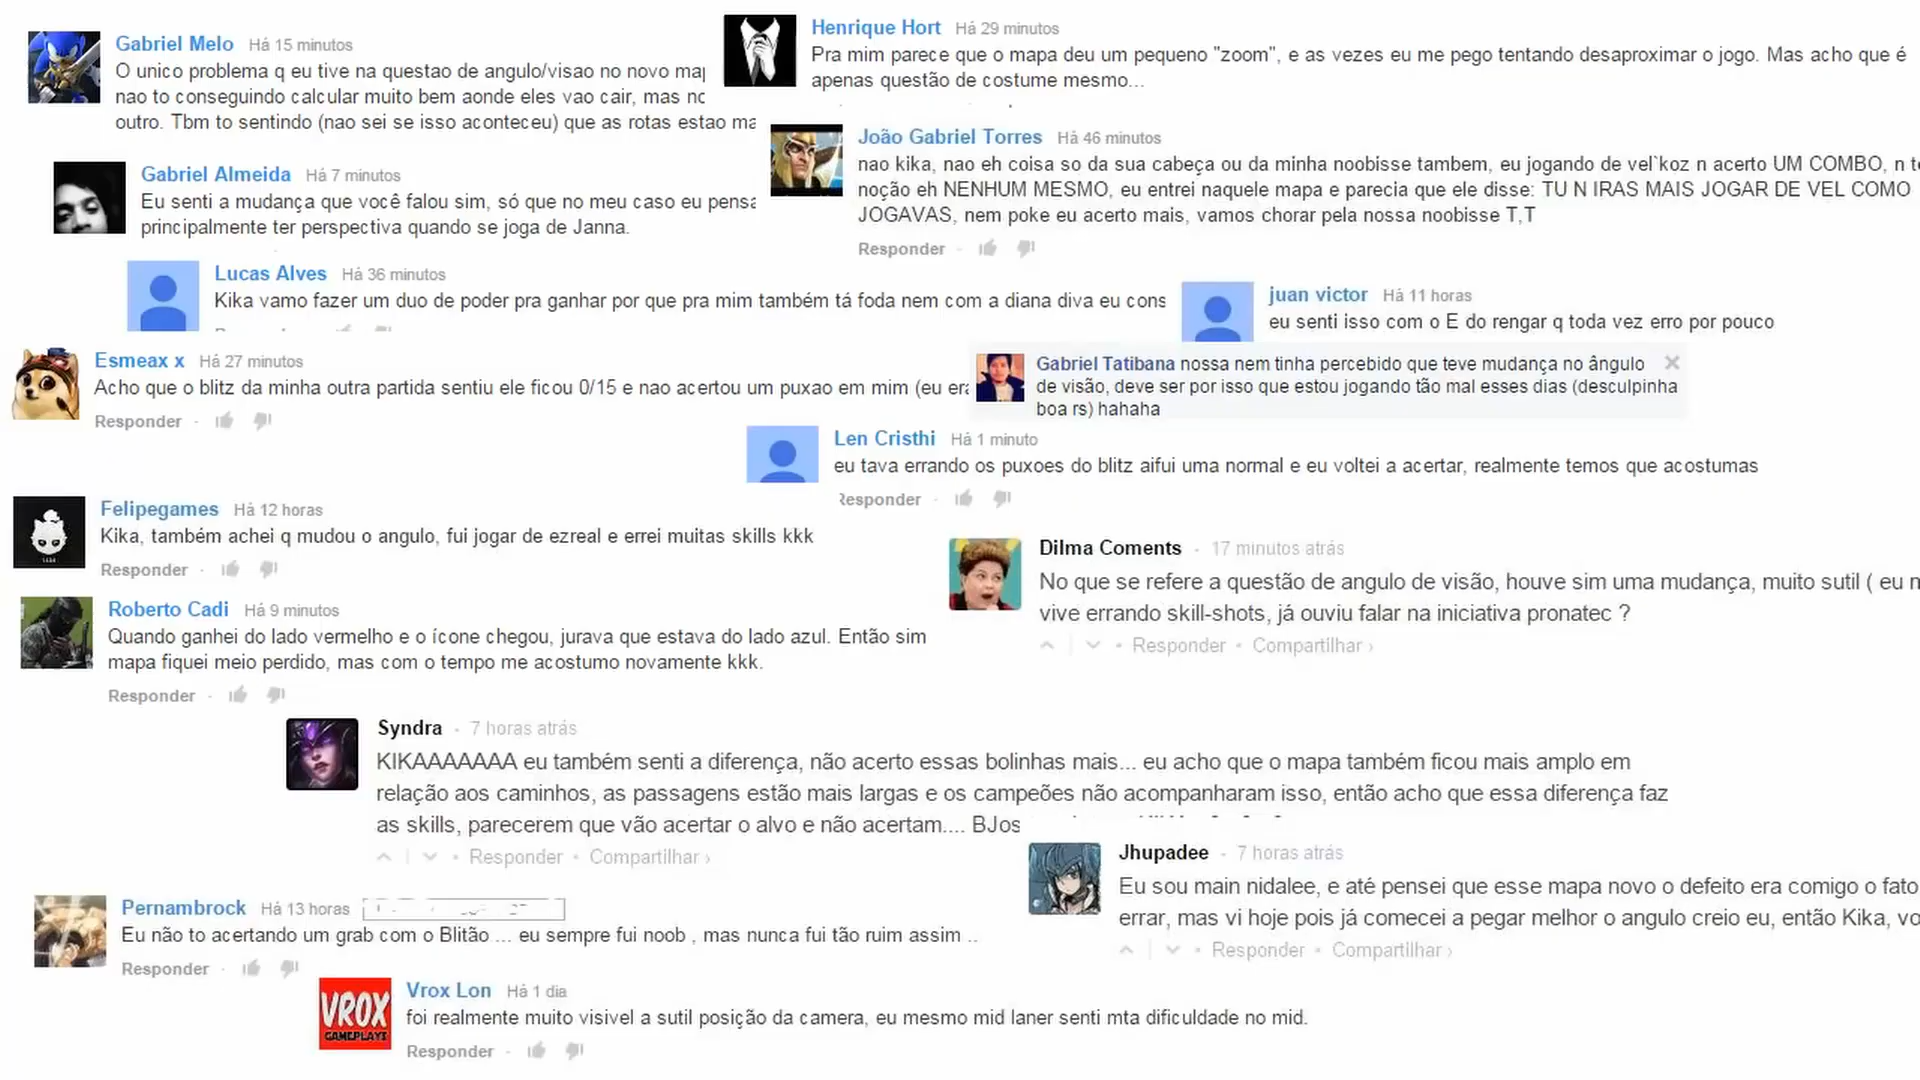 Gabriel Melo Há 15 minutos
O unico problema q eu tive na questao de angulo/visao no novo
nao to conseguindo calcular muito bem aonde eles vao cair, mas
outro. Tbm to sentindo (nao sei se isso aconteceu) que as rotas estao
Henrique Hort Há 29 minutos
Pra mim parece que o mapa deu um pequeno "zoom", e as vezes eu me pego tentando desaproximar o jogo. Mas acho que é
apenas questão de costume mesmo...
João Gabriel Torres Há 46 minutos
nao kika, nao eh coisa so da sua cabeça ou da minha noobisse tambem, eu jogando de vel`koz n acerto UM COMBO, n
noção eh NENHUM MESMO, eu entrei naquele mapa e parecia que ele disse: TU N IRAS MAIS JOGAR DE VEL COMO
JOGAVAS, nem poke eu acerto mais, vamos chorar pela nossa noobisse T,T
Responder
Gabriel Almeida Há 7 minutos
Eu senti a mudança que você falou sim, só que no meu caso eu
principalmente ter perspectiva quando se joga de Janna.
Lucas Alves Há 36 minutos
Kika vamo fazer um duo de poder pra ganhar por que pra mim também tá foda nem com a diana diva eu
juan victor Há 11 horas
eu senti isso com o E do rengar q toda vez erro por pouco
Esmeax x Há 27 minutos
Acho que o blitz da minha outra partida sentiu ele ficou 0/15 e nao acertou um puxao em mim (eu
Responder
Gabriel Tatibana nossa nem tinha percebido que teve mudança no ângulo
de visão, deve ser por isso que estou jogando tão mal esses dias (desculpinha
boa rs) hahaha
Len Cristhi Há 1 minuto
eu tava errando os puxoes do blitz aifui uma normal e eu voltei a acertar, realmente temos que acostumas
Responder
Felipegames Há 12 horas
Kika, também achei q mudou o angulo, fui jogar de ezreal e errei muitas skills kkk
Responder
Dilma Coments - 17 minutos atrás
No que se refere a questão de angulo de visão, houve sim uma mudança, muito sutil ( eu
vive errando skill-shots, já ouviu falar na iniciativa pronatec ?
Responder • Compartilhar ›
Roberto Cadi Há 9 minutos
Quando ganhei do lado vermelho e o ícone chegou, jurava que estava do lado azul. Então sim
mapa fiquei meio perdido, mas com o tempo me acostumo novamente kkk.
Responder
Syndra - 7 horas atrás
KIKAAAAAAA eu também senti a diferença, não acerto essas bolinhas mais... eu acho que o mapa também ficou mais amplo em
relação aos caminhos, as passagens estão mais largas e os campeões não acompanharam isso, então acho que essa diferença faz
as skills, parecerem que vão acertar o alvo e não acertam.... BJos
Responder • Compartilhar ›
Jhupadee - 7 horas atrás
Eu sou main nidalee, e até pensei que esse mapa novo o defeito era comigo o fato
errar, mas vi hoje pois já comecei a pegar melhor o angulo creio eu, então Kika,
Responder • Compartilhar ›
Pernambrock Há 13 horas
Eu não to acertando um grab com o Blitão ... eu sempre fui noob , mas nunca fui tão ruim assim ..
Responder
VROX
GAMEPLAYS
Vrox Lon Há 1 dia
foi realmente muito visivel a sutil posição da camera, eu mesmo mid laner senti mta dificuldade no mid.
Responder